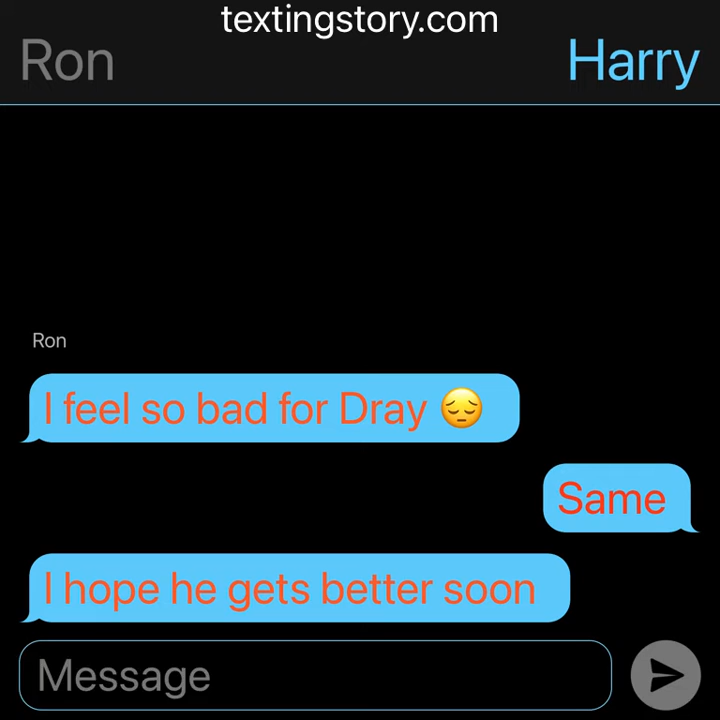 textingstory.com
Ron
Harry
Ron
I feel so bad for Dray 😔
Same
I hope he gets better soon
Message